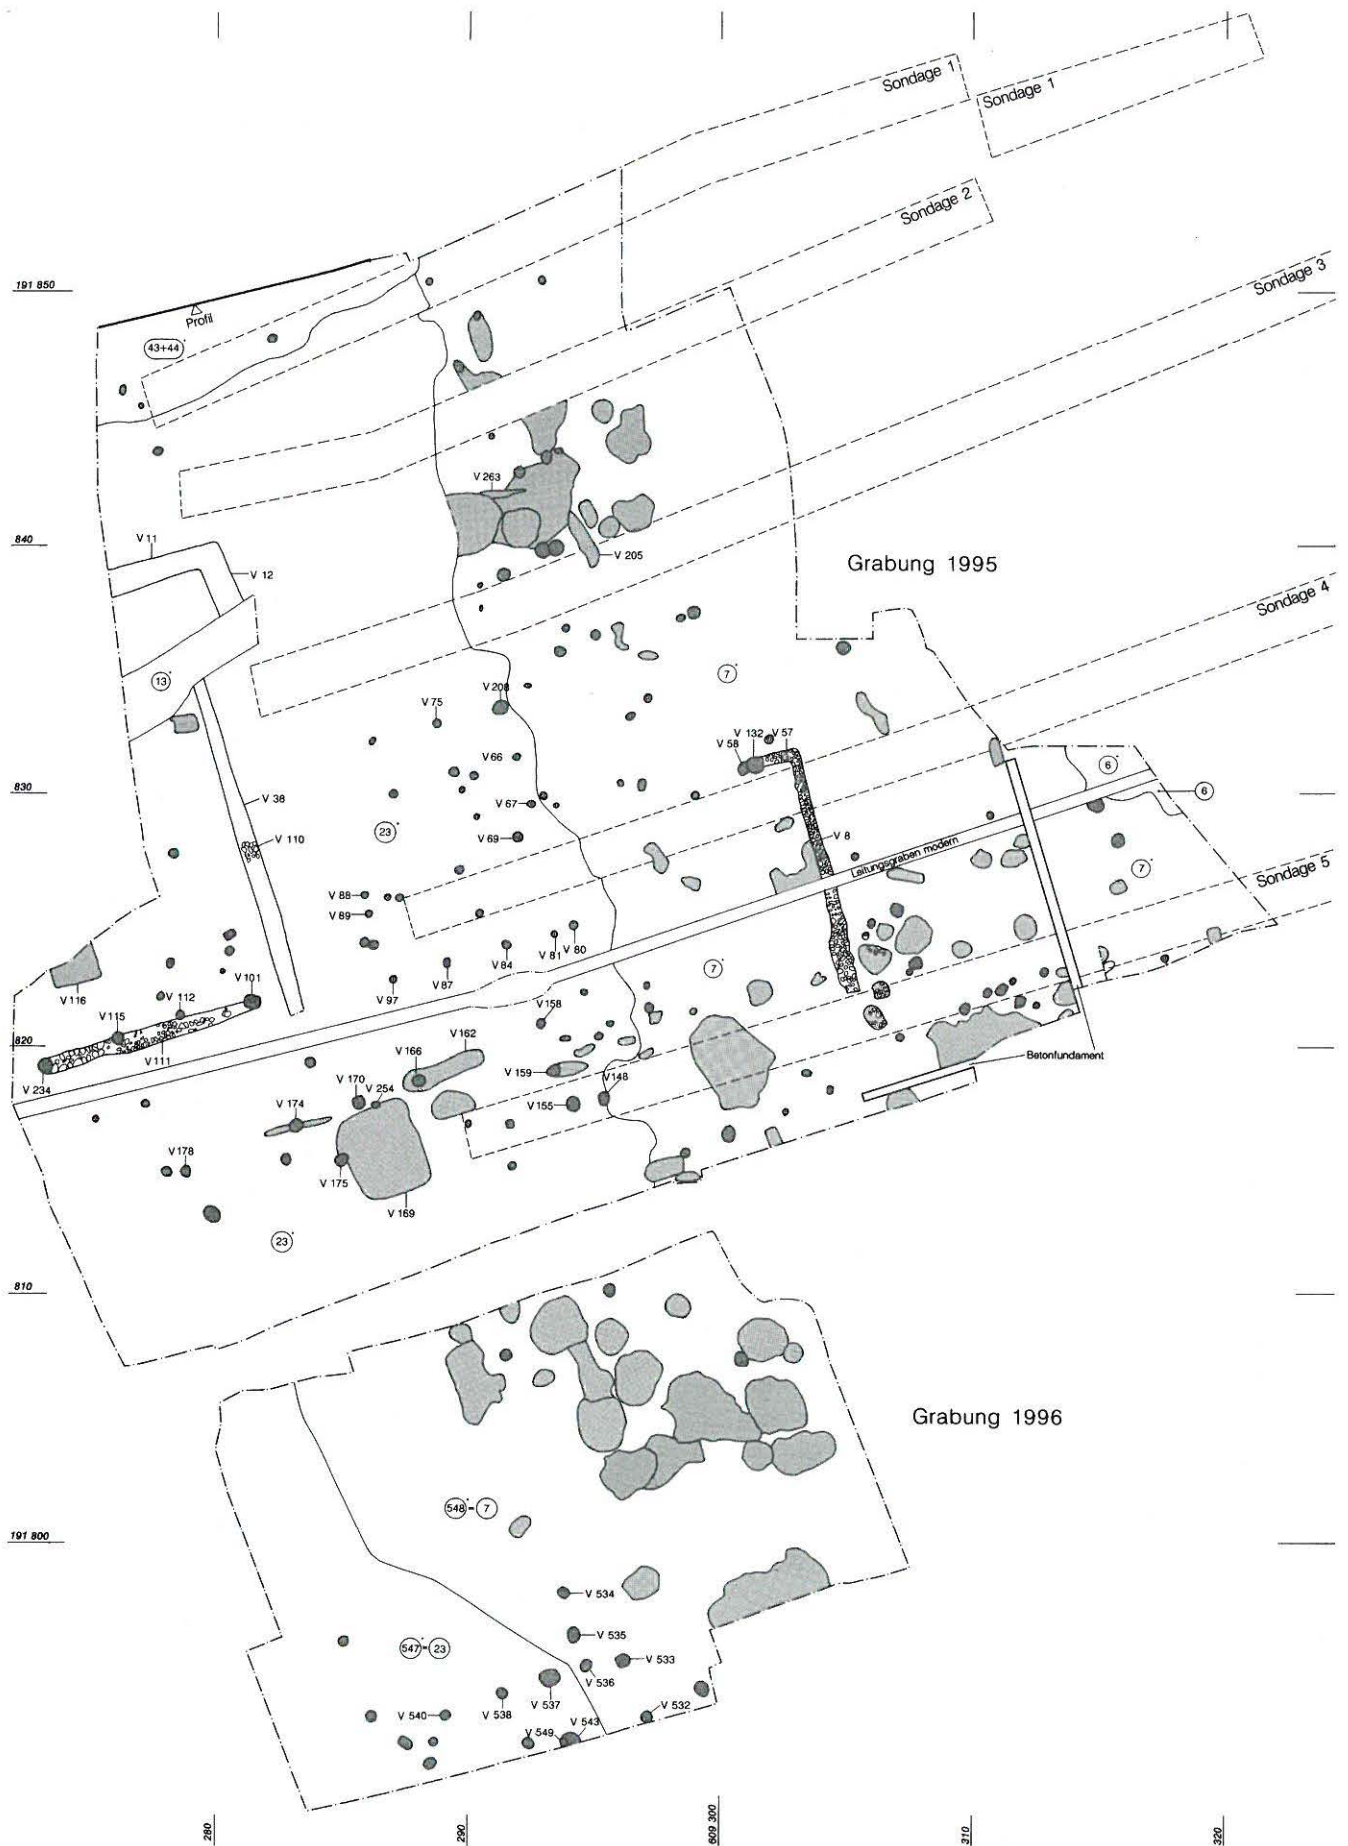 Sondage 1
Sondage 1
Sondage 2
Sondage 3
191 850
Profil
43+44
V 263
840
V 11
V 205
Grabung 1995
V 12
Sondage 4
13
7
V 208
V 75
V 132
V 57
V 58
V 66
6
830
6
V 38
V 67
23
V 69
V 8
V 110
Leitungsgraben modern
7
Sondage 5
V 88
V 89
V 80
V 81
V 84
7
V 116
V 101
V 97
V 87
V 112
V 158
V 115
V 162
820
V 111
V 166
Betonfundament
V 234
V 170
V 254
V 159
V 148
V 174
V 155
V 178
V 175
V 169
23
810
Grabung 1996
548=7
191 800
V 534
V 535
547=23
V 533
V 536
V 537
V 538
V 540
V 532
V 549
V 543
280
290
609 300
310
320